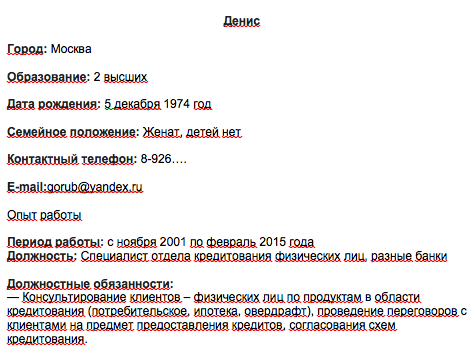 Денис
Город: Москва
Образование: 2 высших
Дата рождения: 5 декабря 1974 год
Семейное положение: Женат, детей нет
Контактный телефон: 8-926….
E-mail:gorub@yandex.ru
Опыт работы
Период работы: с ноября 2001 по февраль 2015 года
Должность: Специалист отдела кредитования физических лиц, разные банки
Должностные обязанности:
— Консультирование клиентов – физических лиц по продуктам в области
кредитования (потребительское, ипотека, овердрафт), проведение переговоров с
клиентами на предмет предоставления кредитов, согласования схем
кредитования.